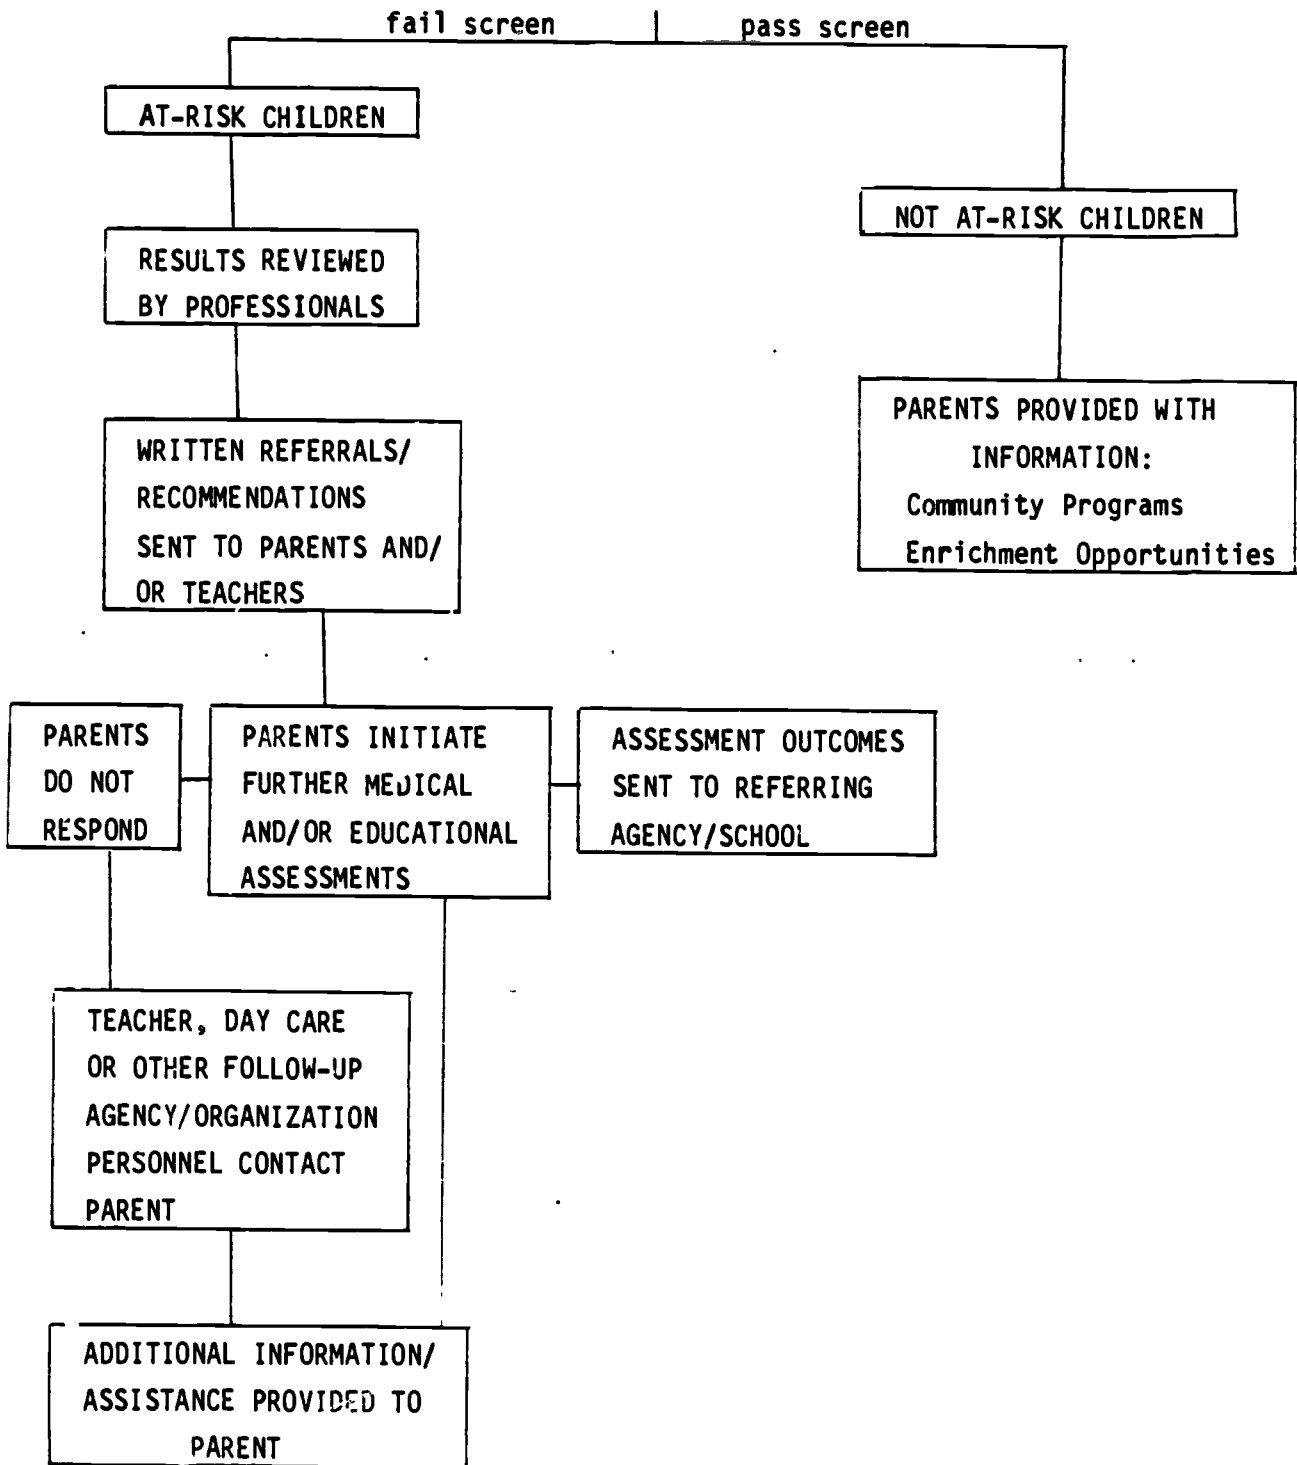 fail screen
pass screen
AT-RISK CHILDREN
NOT AT-RISK CHILDREN
RESULTS REVIEWED
BY PROFESSIONALS
PARENTS PROVIDED WITH
INFORMATION:
Community Programs
Enrichment Opportunities
WRITTEN REFERRALS/
RECOMMENDATIONS
SENT TO PARENTS AND/
OR TEACHERS
PARENTS
DO NOT
RESPOND
PARENTS INITIATE
FURTHER MEDICAL
AND/OR EDUCATIONAL
ASSESSMENTS
ASSESSMENT OUTCOMES
SENT TO REFERRING
AGENCY/SCHOOL
TEACHER, DAY CARE
OR OTHER FOLLOW-UP
AGENCY/ORGANIZATION
PERSONNEL CONTACT
PARENT
ADDITIONAL INFORMATION/
ASSISTANCE PROVIDED TO
PARENT